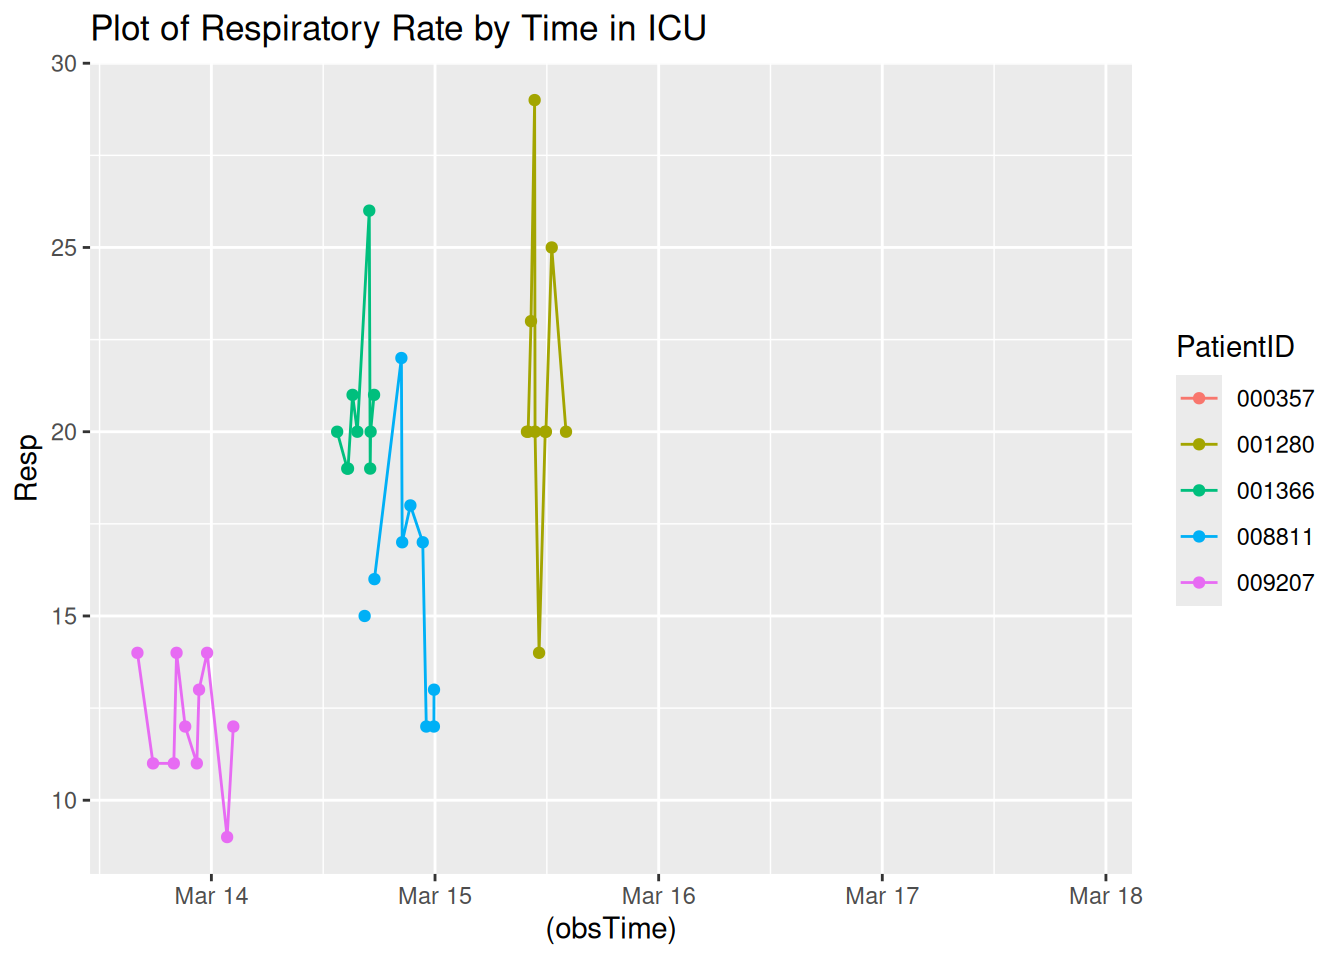 Plot of Respiratory Rate by Time in ICU
30
25
20
15
10
Resp
Mar 14
Mar 15
Mar 16
Mar 17
Mar 18
(obsTime)
PatientID
000357
001280
001366
008811
009207